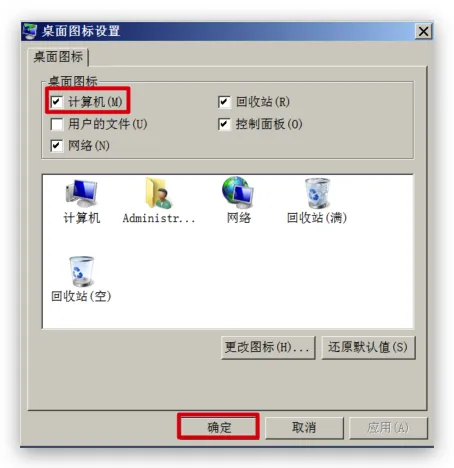 桌面图标设置
桌面图标
桌面图标
计算机(M) 回收站(R)
用户的文件(U) 控制面板(O)
网络(N)
计算机 Administr... 网络 回收站(满)
回收站(空)
更改图标(H)... 还原默认值(S)
确定 取消 应用(A)